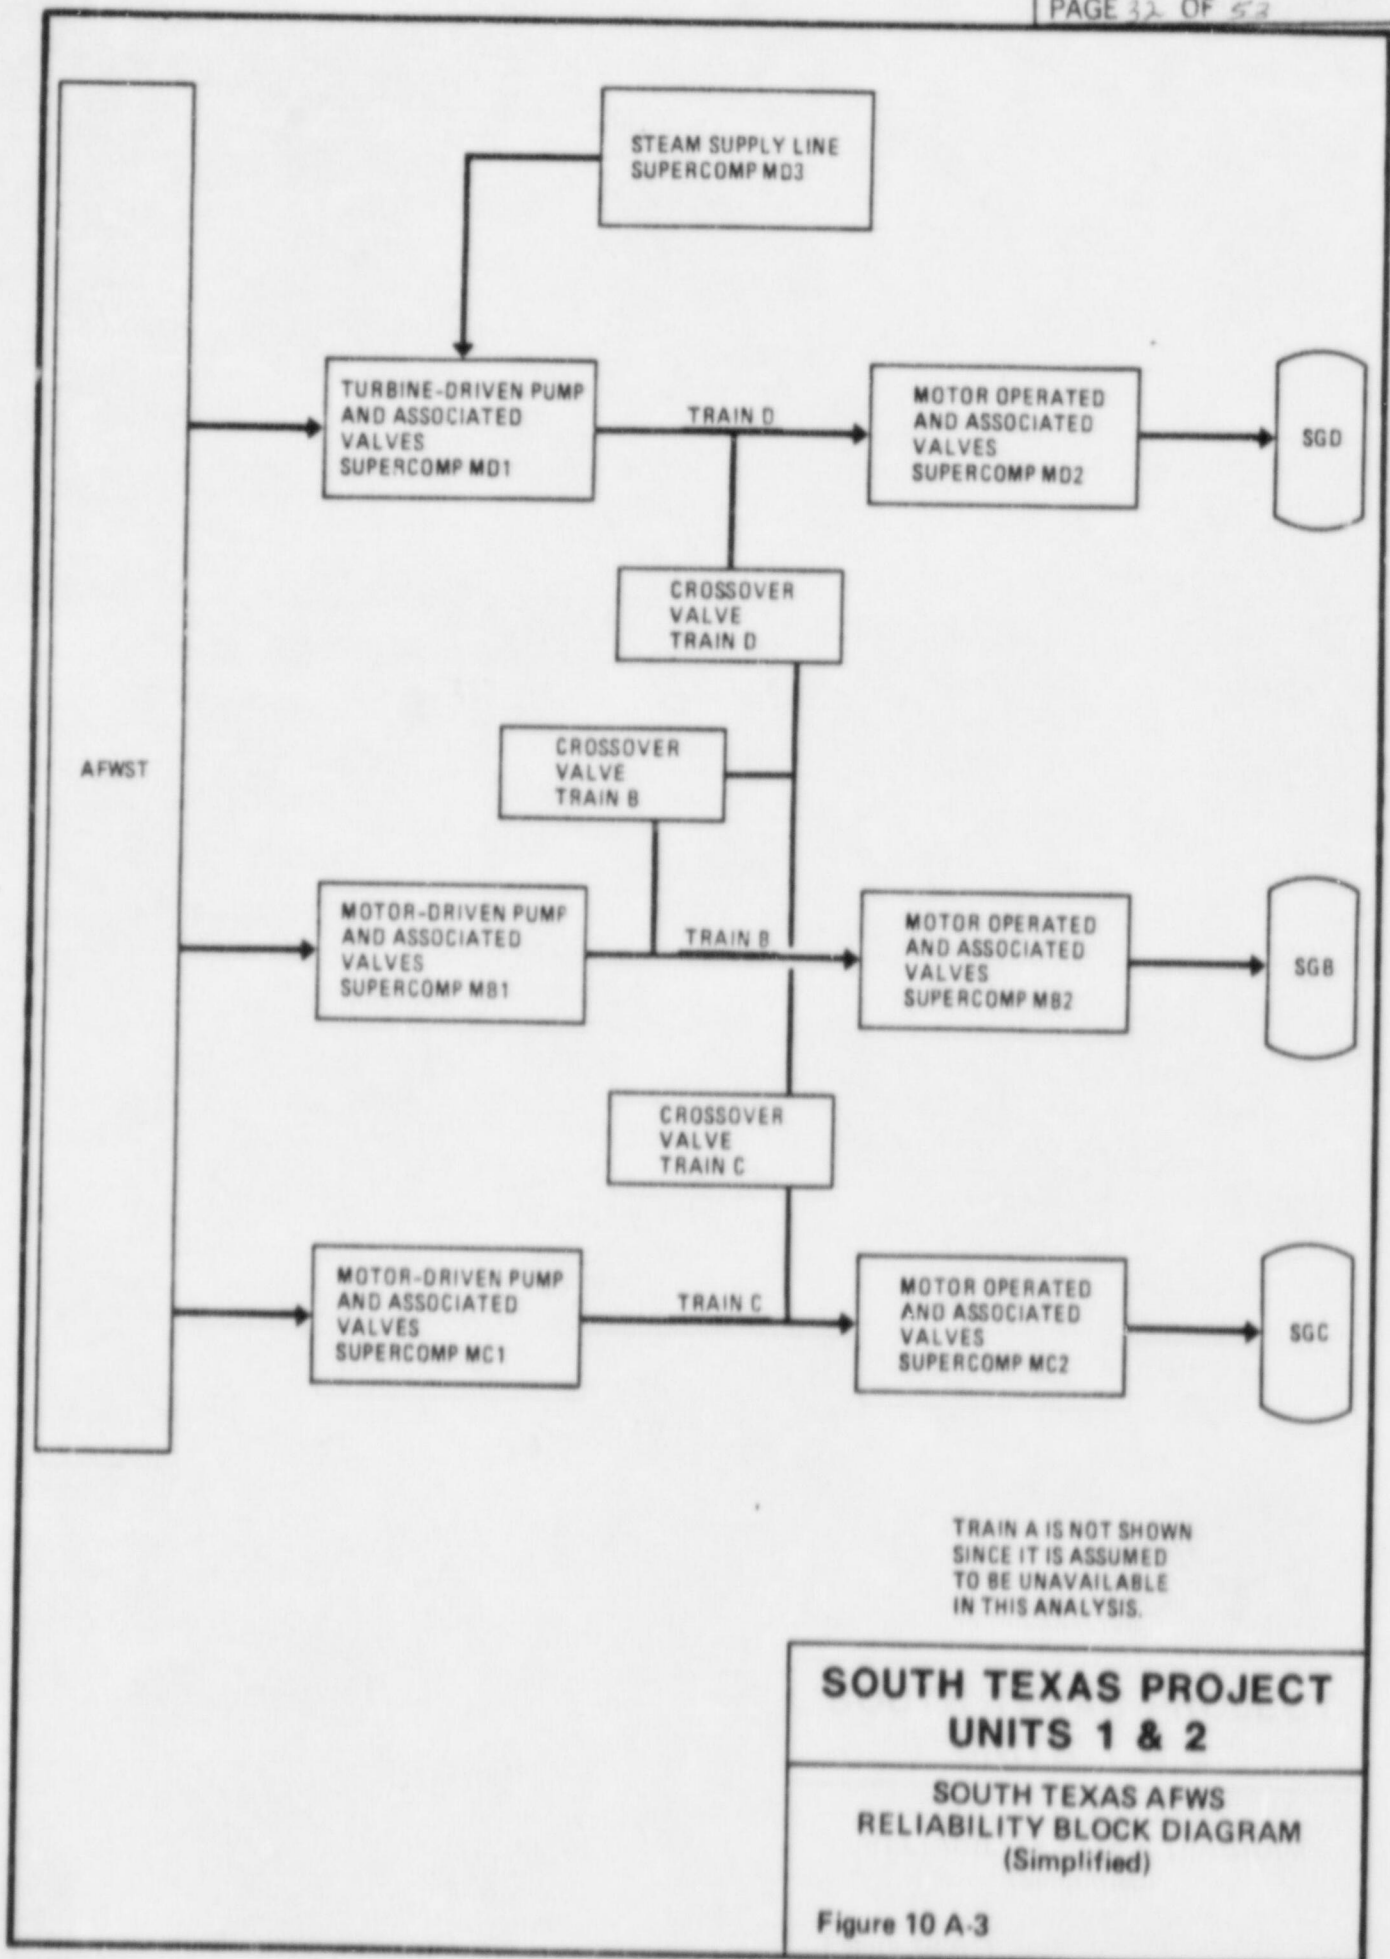 PAGE 32 OF 53
STEAM SUPPLY LINE
SUPERCOMP MD3
TURBINE-DRIVEN PUMP
AND ASSOCIATED
VALVES
SUPERCOMP MD1
TRAIN D
MOTOR OPERATED
AND ASSOCIATED
VALVES
SUPERCOMP MD2
SGD
CROSSOVER
VALVE
TRAIN D
CROSSOVER
VALVE
TRAIN B
AFWST
MOTOR-DRIVEN PUMP
AND ASSOCIATED
VALVES
SUPERCOMP MB1
TRAIN B
MOTOR OPERATED
AND ASSOCIATED
VALVES
SUPERCOMP MB2
SGB
CROSSOVER
VALVE
TRAIN C
MOTOR-DRIVEN PUMP
AND ASSOCIATED
VALVES
SUPERCOMP MC1
TRAIN C
MOTOR OPERATED
AND ASSOCIATED
VALVES
SUPERCOMP MC2
SGC
TRAIN A IS NOT SHOWN
SINCE IT IS ASSUMED
TO BE UNAVAILABLE
IN THIS ANALYSIS.
SOUTH TEXAS PROJECT
UNITS 1 & 2
SOUTH TEXAS AFWS
RELIABILITY BLOCK DIAGRAM
(Simplified)
Figure 10 A-3